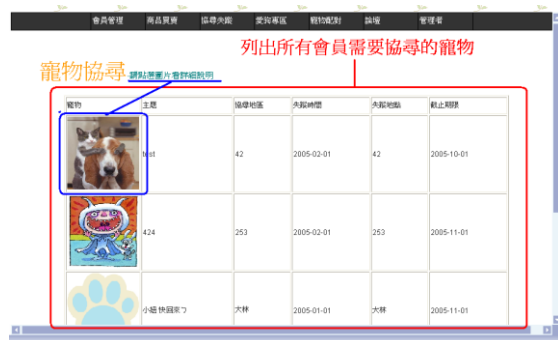 會員管理 商品買賣 協尋失蹤 愛狗專區 寵物配對 論壇 管理者
列出所有會員需要協尋的寵物
寵物協尋 請點選圖片看詳細說明
寵物 主題 協尋地區 失蹤時間 失蹤地點 截止期限
test 42 2005-02-01 42 2005-10-01
424 253 2005-02-01 253 2005-11-01
小貓快回來ㄅ 大林 2005-01-01 大林 2005-11-01